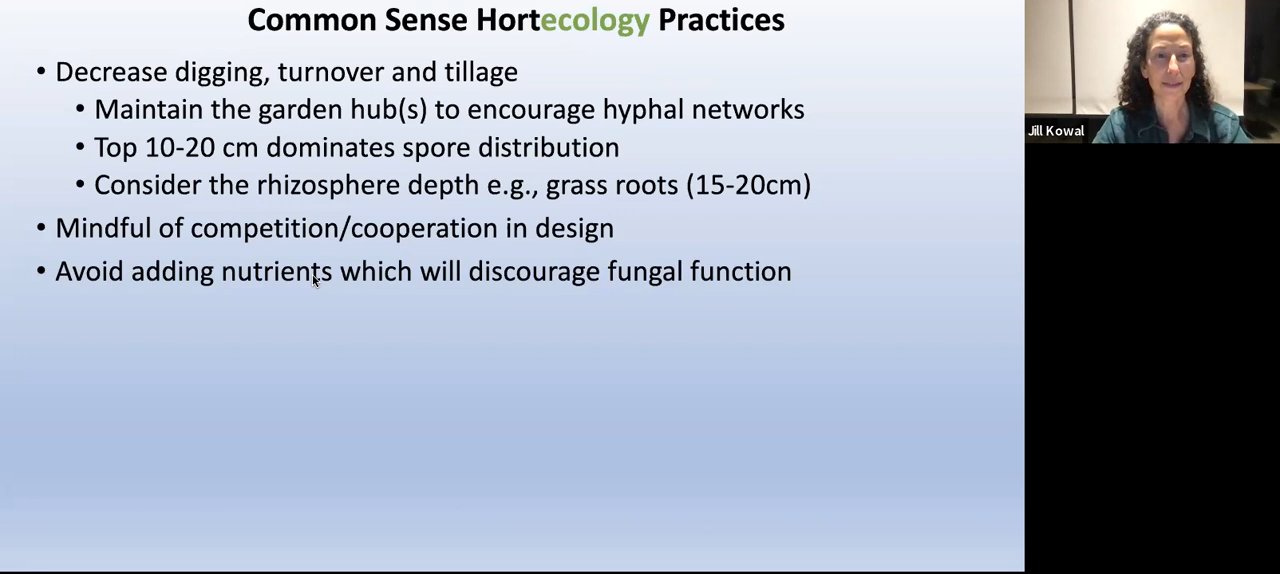 Common Sense Hortecology Practices
• Decrease digging, turnover and tillage
• Maintain the garden hub(s) to encourage hyphal networks
• Top 10-20 cm dominates spore distribution
• Consider the rhizosphere depth e.g., grass roots (15-20cm)
• Mindful of competition/cooperation in design
• Avoid adding nutrients which will discourage fungal function
Jill Kowal